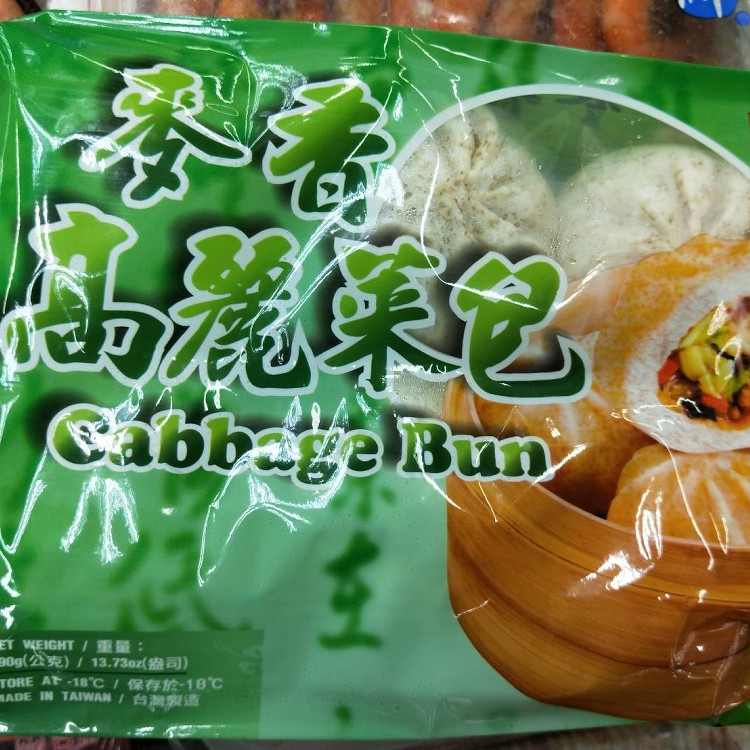 麥香
高麗菜包
Cabbage Bun
ET WEIGHT / 重量：
90g(公克) / 13.73oz(盎司)
TORE AT -18℃ / 保存於-18℃
MADE IN TAIWAN / 台灣製造